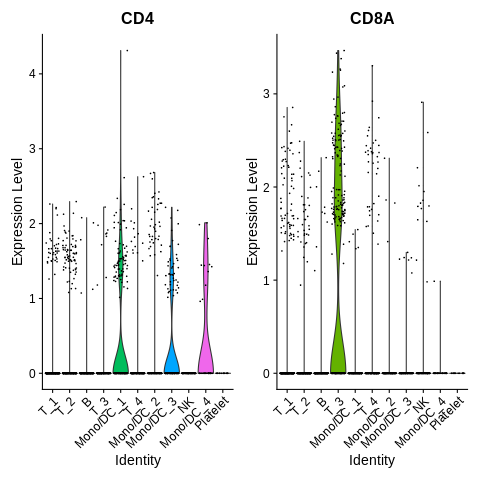 CD4
CD8A
Expression Level
4
3
2
1
0
T_1
T_2
B
T_3
Mono/DC_1
T_4
Mono/DC_2
Mono/DC_3
NK
Mono/DC_4
Platelet
Identity
Expression Level
3
2
1
0
T_1
T_2
B
T_3
Mono/DC_1
T_4
Mono/DC_2
Mono/DC_3
NK
Mono/DC_4
Platelet
Identity